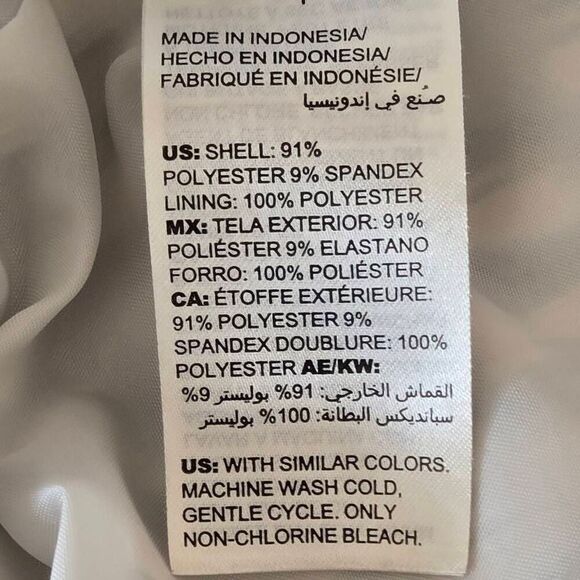 MADE IN INDONESIA/
HECHO EN INDONESIA/
FABRIQUÉ EN INDONÉSIE/
صُنع في إندونيسيا
US: SHELL: 91%
POLYESTER 9% SPANDEX
LINING: 100% POLYESTER
MX: TELA EXTERIOR: 91%
POLIÉSTER 9% ELASTANO
FORRO: 100% POLIÉSTER
CA: ÉTOFFE EXTÉRIEURE:
91% POLYESTER 9%
SPANDEX DOUBLURE: 100%
POLYESTER AE/KW:
القماش الخارجي: 91% بوليستر 9%
سباندیکس البطانة: 100% بوليستر
US: WITH SIMILAR COLORS.
MACHINE WASH COLD,
GENTLE CYCLE. ONLY
NON-CHLORINE BLEACH.